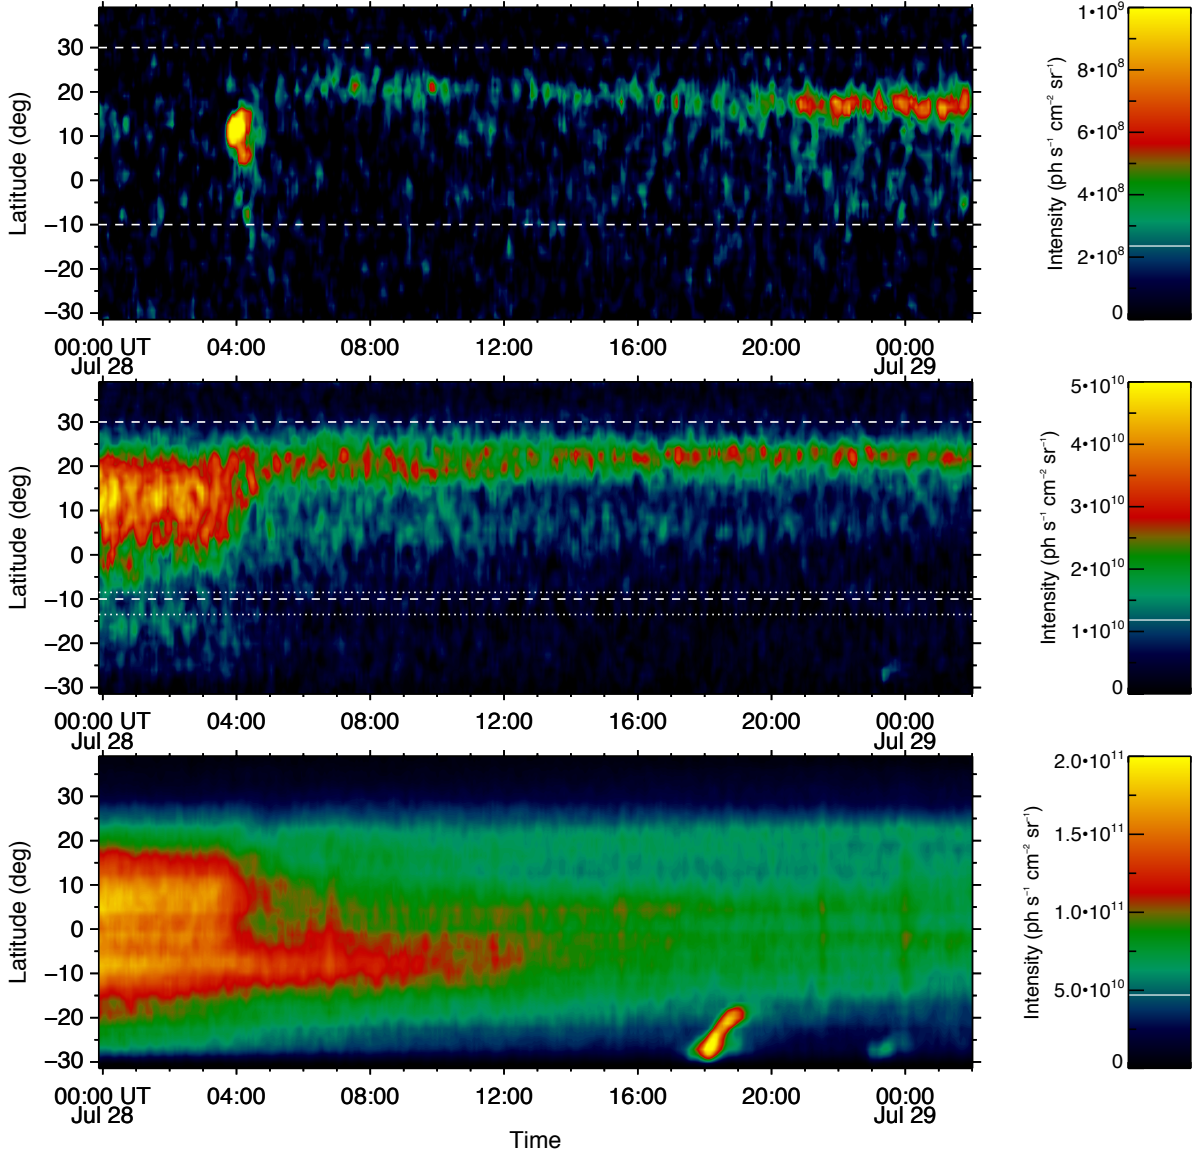 30
20
10
0
−10
−20
−30
Latitude (deg)
00:00 UT 04:00 08:00 12:00 16:00 20:00 00:00
Jul 28 Jul 29
1•10⁹
8•10⁸
6•10⁸
4•10⁸
2•10⁸
0
Intensity (ph s⁻¹ cm⁻² sr⁻¹)
30
20
10
0
−10
−20
−30
Latitude (deg)
00:00 UT 04:00 08:00 12:00 16:00 20:00 00:00
Jul 28 Jul 29
5•10¹⁰
4•10¹⁰
3•10¹⁰
2•10¹⁰
1•10¹⁰
0
Intensity (ph s⁻¹ cm⁻² sr⁻¹)
30
20
10
0
−10
−20
−30
Latitude (deg)
00:00 UT 04:00 08:00 12:00 16:00 20:00 00:00
Jul 28 Jul 29
Time
2.0•10¹¹
1.5•10¹¹
1.0•10¹¹
5.0•10¹⁰
0
Intensity (ph s⁻¹ cm⁻² sr⁻¹)